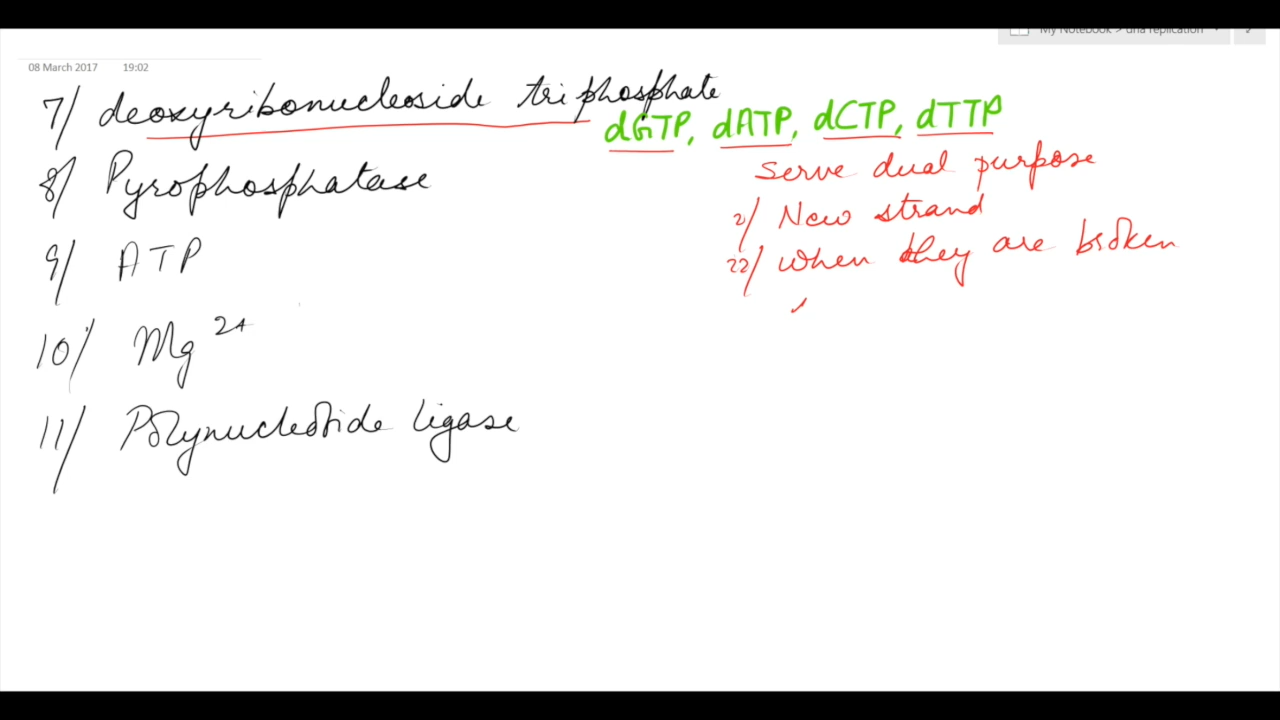 My Notebook > dna replication
08 March 2017 19:02
7/ deoxyribonucleoside triphosphate
dGTP, dATP, dCTP, dTTP
Serve dual purpose
8/ Pyrophosphatase
i/ New strand
9/ ATP
ii/ when they are broken
10/ Mg2+
11/ Polynucleotide ligase